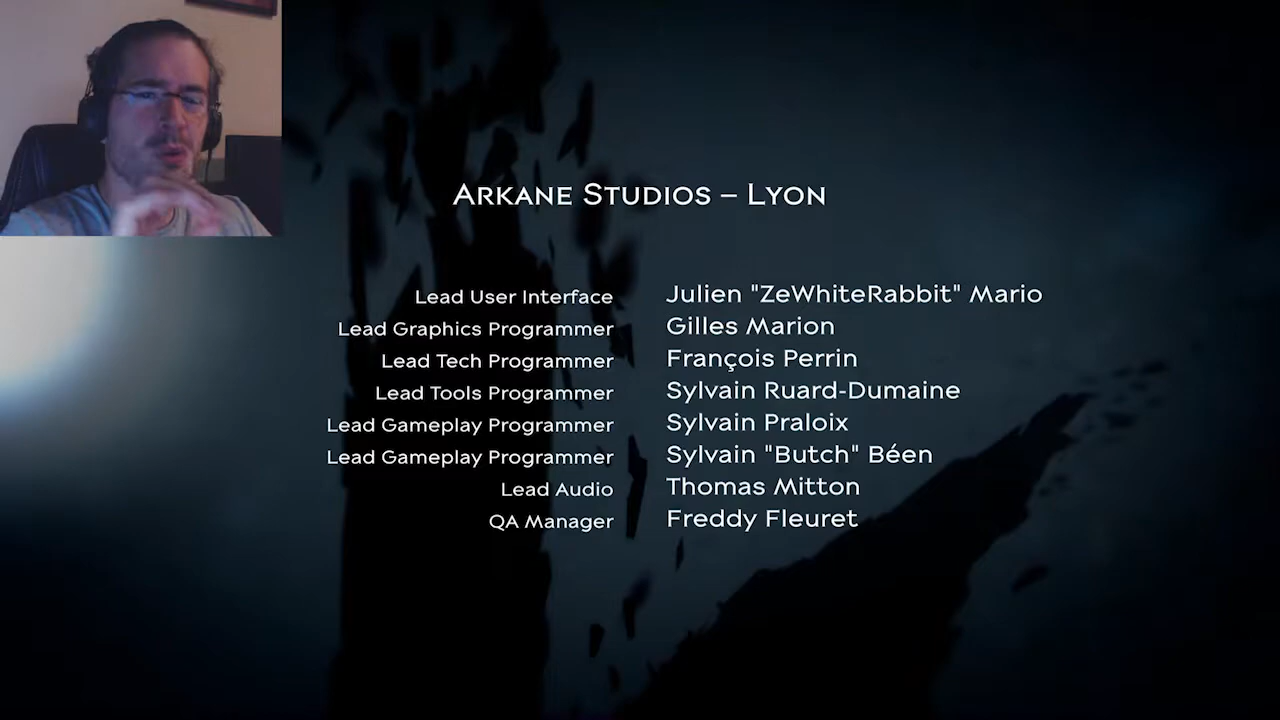 Arkane Studios – Lyon
Lead User Interface Julien "ZeWhiteRabbit" Mario
Lead Graphics Programmer Gilles Marion
Lead Tech Programmer François Perrin
Lead Tools Programmer Sylvain Ruard-Dumaine
Lead Gameplay Programmer Sylvain Praloix
Lead Gameplay Programmer Sylvain "Butch" Béen
Lead Audio Thomas Mitton
QA Manager Freddy Fleuret